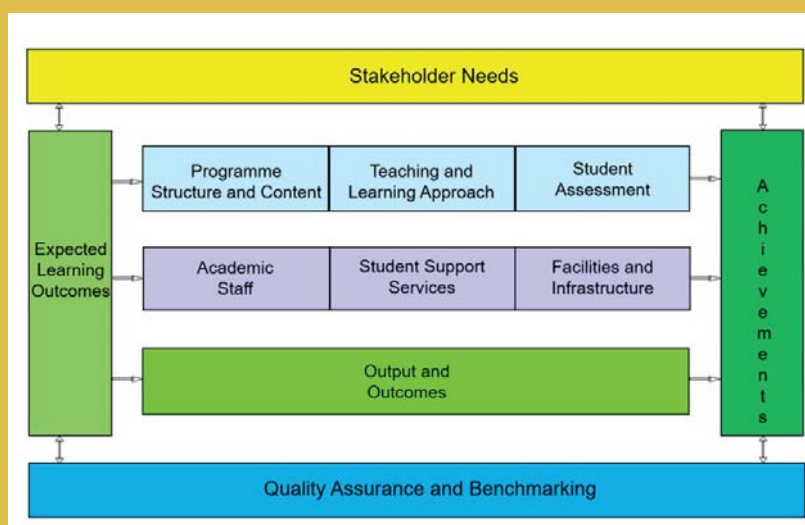 Stakeholder Needs
Expected
Learning
Outcomes
Programme
Structure and Content
Teaching and
Learning Approach
Student
Assessment
Academic
Staff
Student Support
Services
Facilities and
Infrastructure
Output and
Outcomes
Achievements
Quality Assurance and Benchmarking